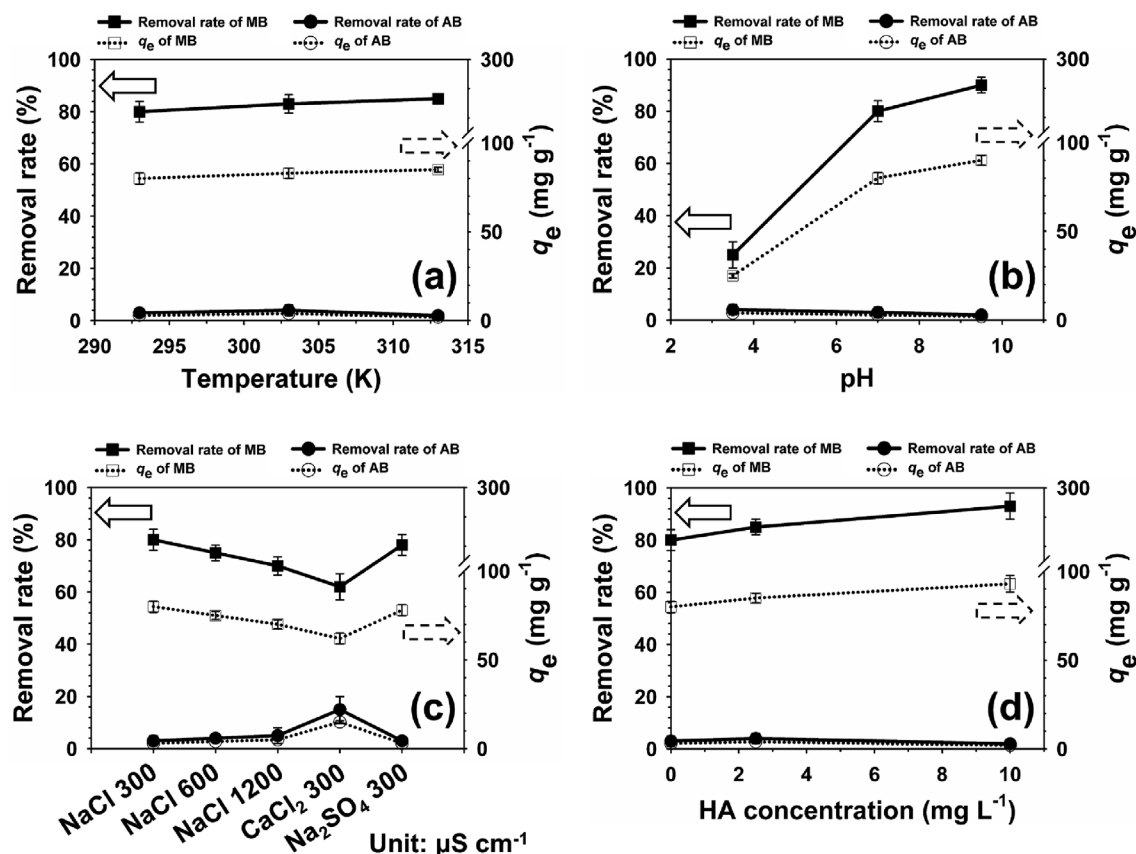 Removal rate of MB Removal rate of AB
qe of MB qe of AB
100 300
80
60 100
40 50
20
0 0
Removal rate (%)
qe (mg g-1)
(a)
290 295 300 305 310 315
Temperature (K)
Removal rate of MB Removal rate of AB
qe of MB qe of AB
100 300
80
60 100
40 50
20
0 0
Removal rate (%)
qe (mg g-1)
(b)
2 4 6 8 10
pH
Removal rate of MB Removal rate of AB
qe of MB qe of AB
100 300
80
60 100
40 50
20
0 0
Removal rate (%)
qe (mg g-1)
(c)
NaCl 300
NaCl 600
NaCl 1200
CaCl2 300
Na2SO4 300
Unit: µS cm-1
Removal rate of MB Removal rate of AB
qe of MB qe of AB
100 300
80
60 100
40 50
20
0 0
Removal rate (%)
qe (mg g-1)
(d)
0 2 4 6 8 10
HA concentration (mg L-1)